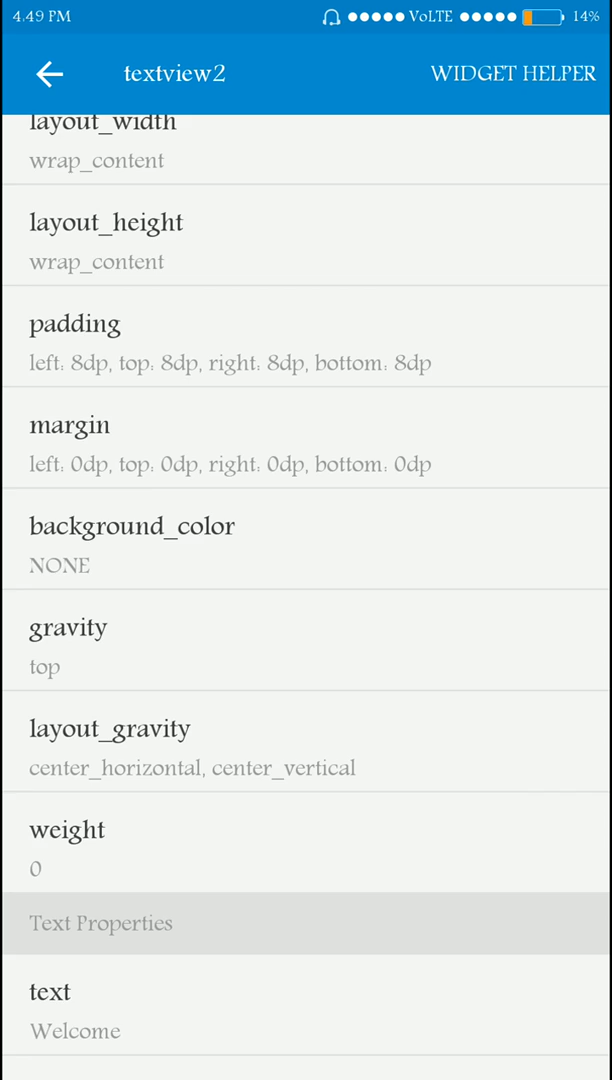 4.49 PM VoLTE 14%
textview2 WIDGET HELPER
layout_width
wrap_content
layout_height
wrap_content
padding
left: 8dp, top: 8dp, right: 8dp, bottom: 8dp
margin
left: 0dp, top: 0dp, right: 0dp, bottom: 0dp
background_color
NONE
gravity
top
layout_gravity
center_horizontal, center_vertical
weight
0
Text Properties
text
Welcome